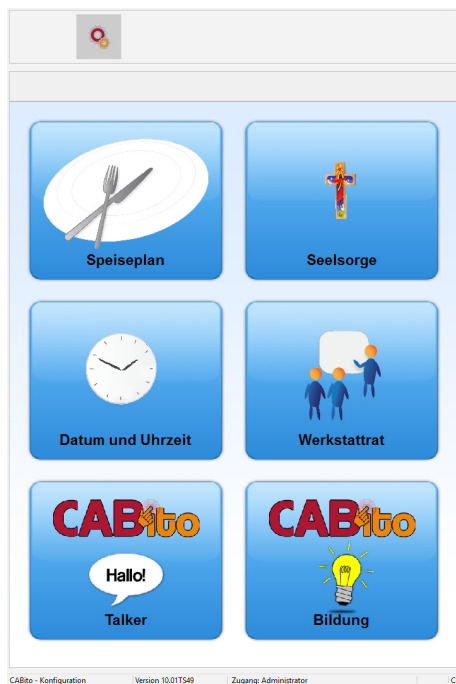 Speiseplan
Seelsorge
Datum und Uhrzeit
Werkstattrat
CABito
Hallo!
Talker
CABito
Bildung
CABito - Konfiguration
Version 10.01TS49
Zugang: Administrator
C